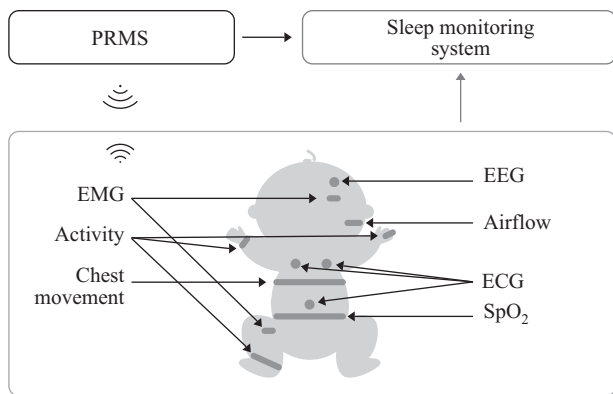 PRMS
Sleep monitoring
system
EMG
Activity
Chest
movement
EEG
Airflow
ECG
SpO₂